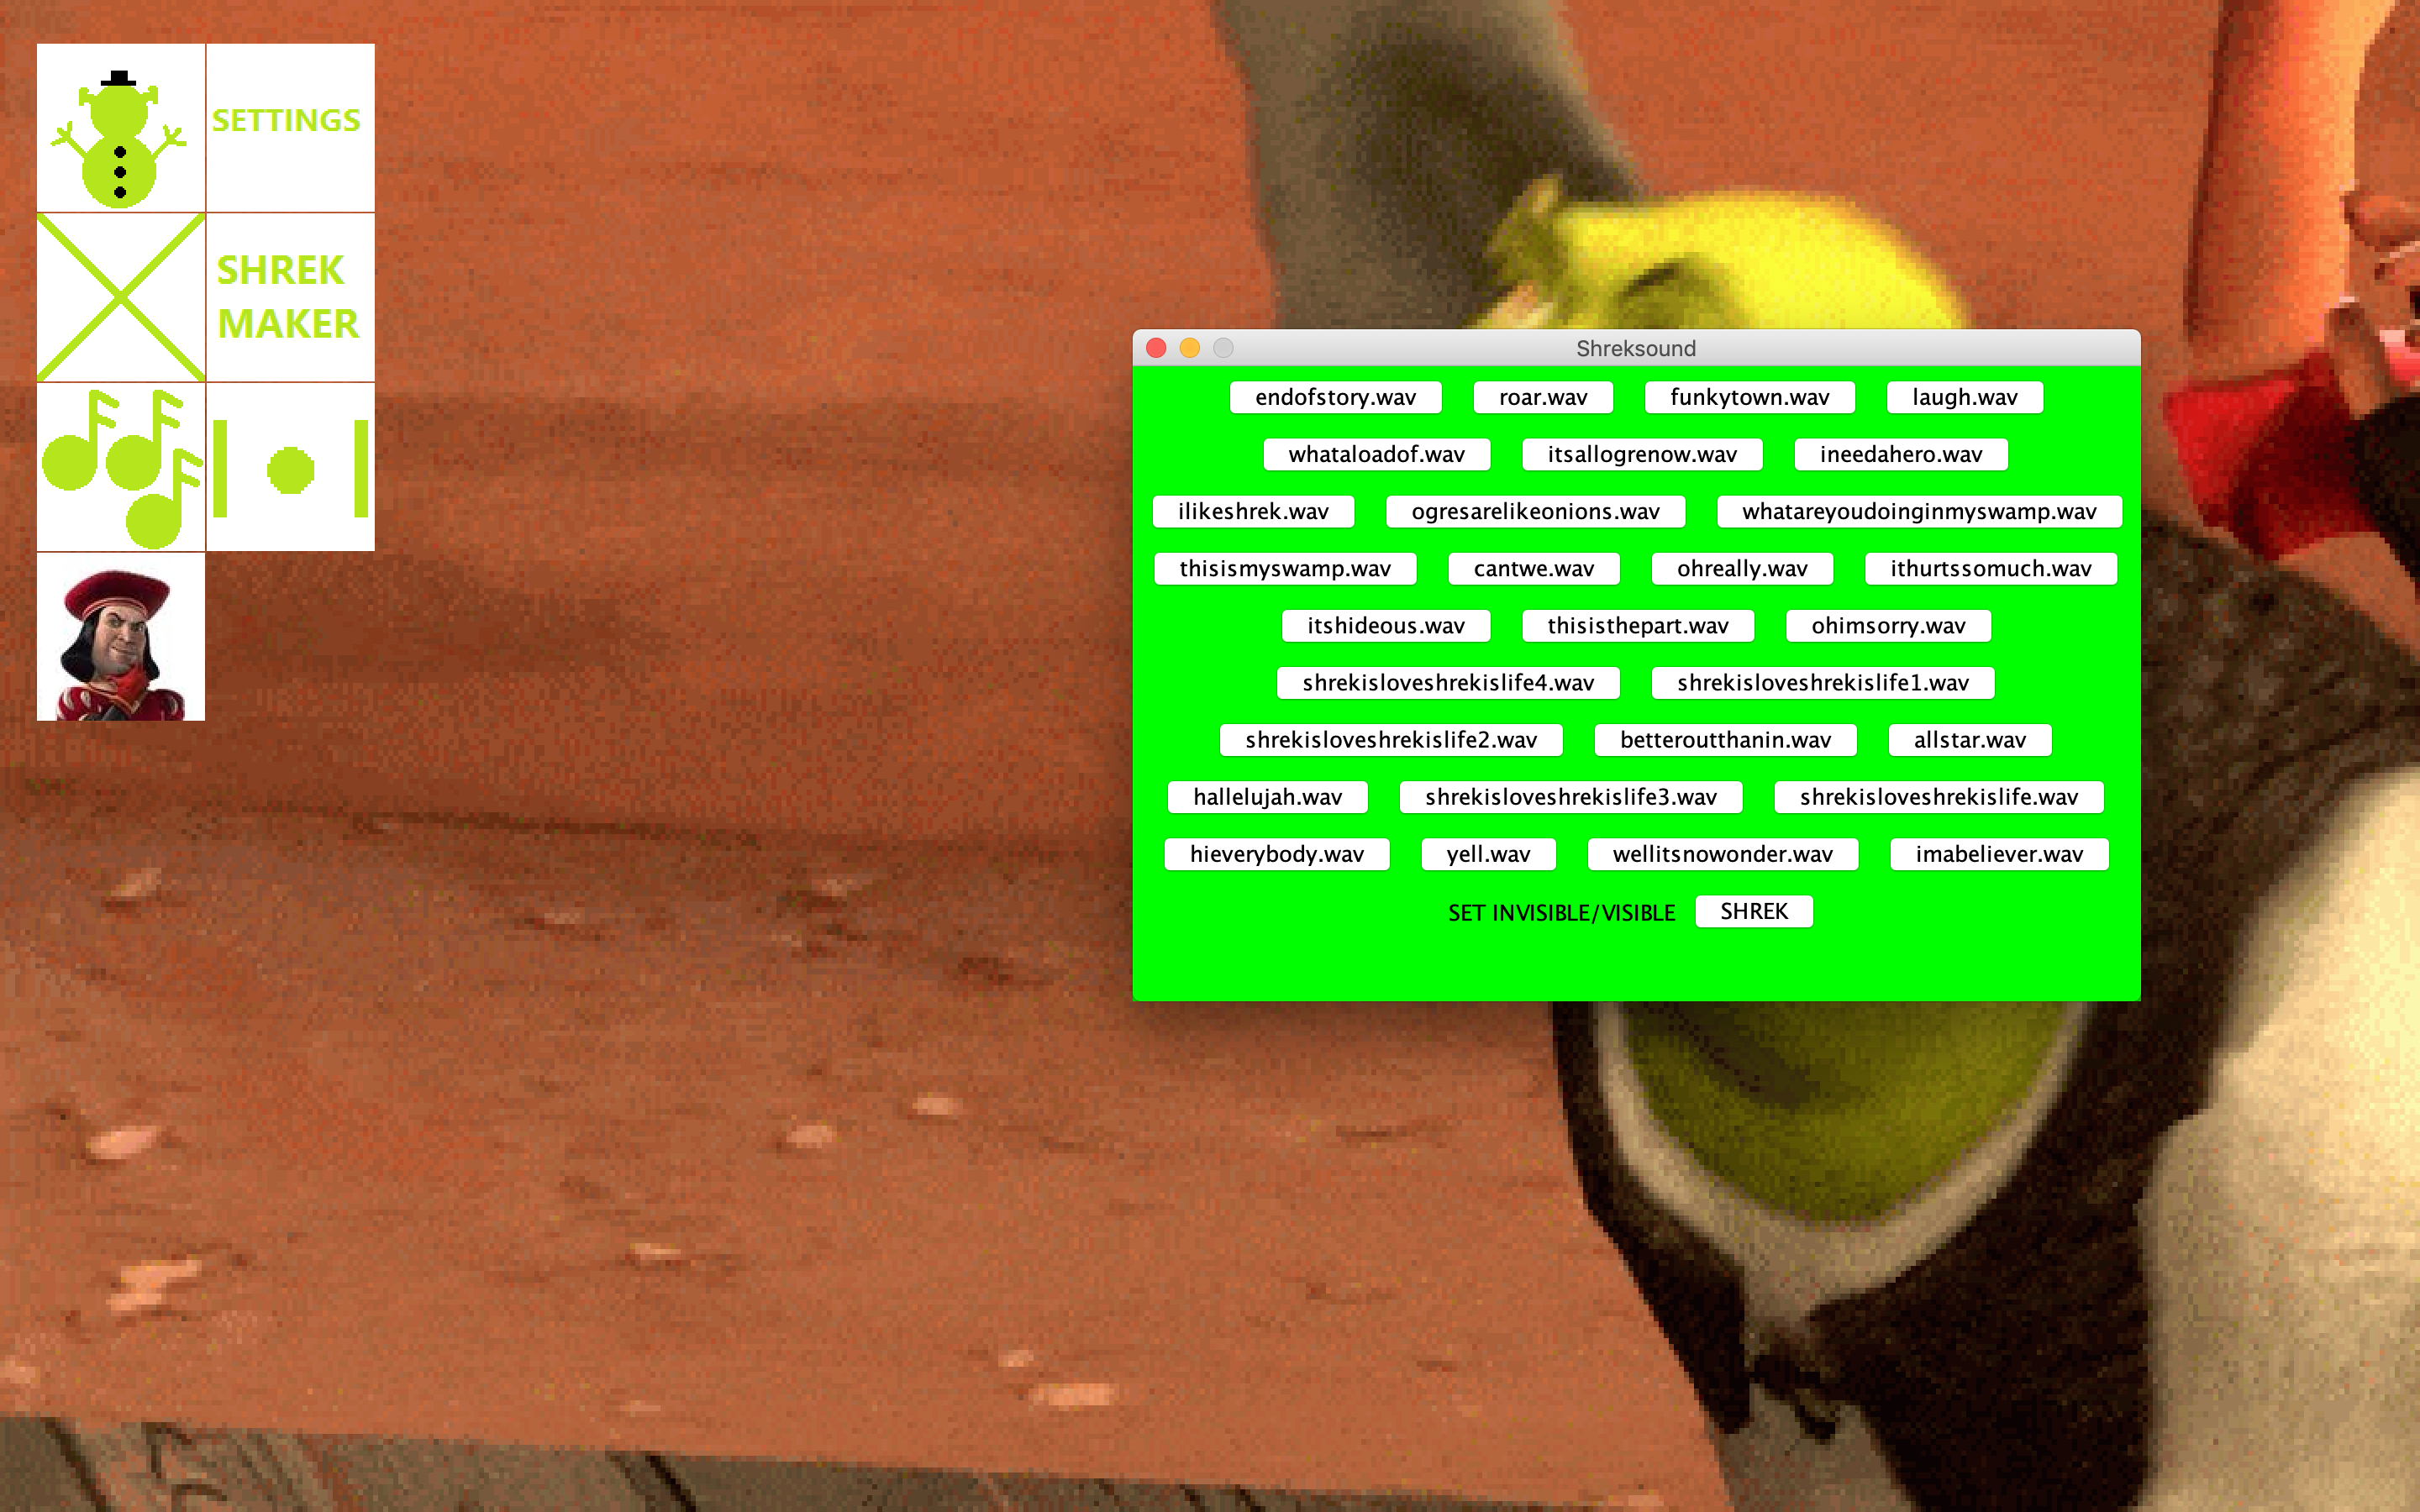 SETTINGS
SHREK
MAKER
Shreksound
endofstory.wav roar.wav funkytown.wav laugh.wav
whataloadof.wav itsallogrenow.wav ineedahero.wav
ilikeshrek.wav ogresarelikeonions.wav whatareyoudoinginmyswamp.wav
thisismyswamp.wav cantwe.wav ohreally.wav ithurtssomuch.wav
itshideous.wav thisisthepart.wav ohimsorry.wav
shrekisloveshrekislife4.wav shrekisloveshrekislife1.wav
shrekisloveshrekislife2.wav betteroutthanin.wav allstar.wav
hallelujah.wav shrekisloveshrekislife3.wav shrekisloveshrekislife.wav
hieverybody.wav yell.wav wellitsnowonder.wav imabeliever.wav
SET INVISIBLE/VISIBLE SHREK